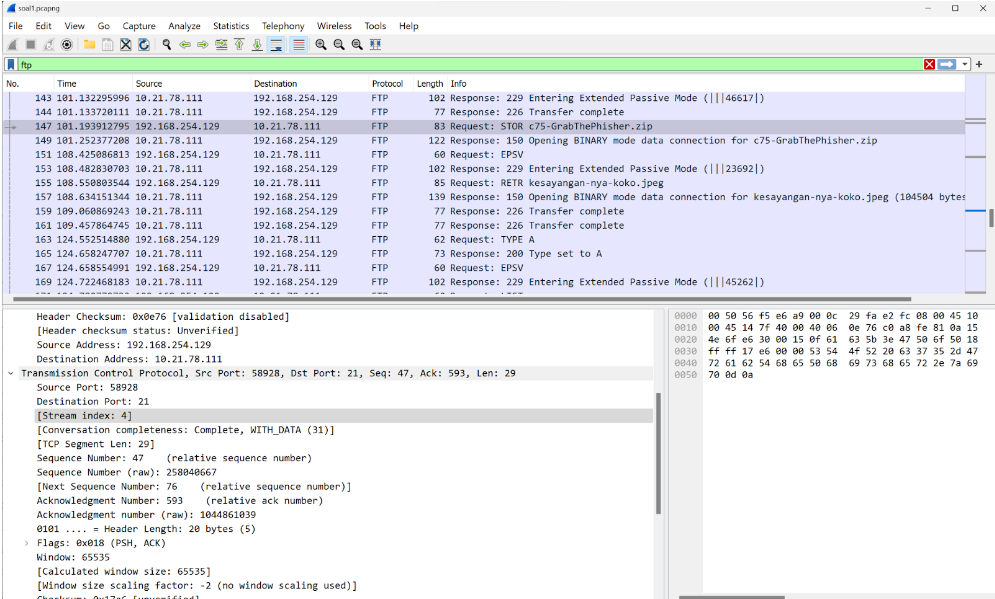 soal1.pcapng
File Edit View Go Capture Analyze Statistics Telephony Wireless Tools Help
ftp
No. Time Source Destination Protocol Length Info
143 101.132295996 10.21.78.111 192.168.254.129 FTP 102 Response: 229 Entering Extended Passive Mode (|||46617|)
144 101.133720111 10.21.78.111 192.168.254.129 FTP 77 Response: 226 Transfer complete
147 101.193912795 192.168.254.129 10.21.78.111 FTP 83 Request: STOR c75-GrabThePhisher.zip
149 101.252377208 10.21.78.111 192.168.254.129 FTP 122 Response: 150 Opening BINARY mode data connection for c75-GrabThePhisher.zip
151 108.425086813 192.168.254.129 10.21.78.111 FTP 60 Request: EPSV
153 108.482830703 10.21.78.111 192.168.254.129 FTP 102 Response: 229 Entering Extended Passive Mode (|||23692|)
155 108.550803544 192.168.254.129 10.21.78.111 FTP 85 Request: RETR kesayangan-nya-koko.jpeg
157 108.634151344 10.21.78.111 192.168.254.129 FTP 139 Response: 150 Opening BINARY mode data connection for kesayangan-nya-koko.jpeg (104504 bytes
159 109.060869243 10.21.78.111 192.168.254.129 FTP 77 Response: 226 Transfer complete
161 109.457864745 10.21.78.111 192.168.254.129 FTP 77 Response: 226 Transfer complete
163 124.552514880 192.168.254.129 10.21.78.111 FTP 62 Request: TYPE A
165 124.658247707 10.21.78.111 192.168.254.129 FTP 73 Response: 200 Type set to A
167 124.658554991 192.168.254.129 10.21.78.111 FTP 60 Request: EPSV
169 124.722468183 10.21.78.111 192.168.254.129 FTP 102 Response: 229 Entering Extended Passive Mode (|||45262|)
Header Checksum: 0x0e76 [validation disabled]
[Header checksum status: Unverified]
Source Address: 192.168.254.129
Destination Address: 10.21.78.111
Transmission Control Protocol, Src Port: 58928, Dst Port: 21, Seq: 47, Ack: 593, Len: 29
Source Port: 58928
Destination Port: 21
[Stream index: 4]
[Conversation completeness: Complete, WITH_DATA (31)]
[TCP Segment Len: 29]
Sequence Number: 47 (relative sequence number)
Sequence Number (raw): 258040667
[Next Sequence Number: 76 (relative sequence number)]
Acknowledgment Number: 593 (relative ack number)
Acknowledgment number (raw): 1044861039
0101 .... = Header Length: 20 bytes (5)
Flags: 0x018 (PSH, ACK)
Window: 65535
[Calculated window size: 65535]
[Window size scaling factor: -2 (no window scaling used)]
Checksum: 0x17e6 [unverified]
0000 00 50 56 f5 e6 a9 00 0c 29 fa e2 fc 08 00 45 10
0010 00 45 14 7f 40 00 40 06 0e 76 c0 a8 fe 81 0a 15
0020 4e 6f e6 30 00 15 0f 61 63 5b 3e 47 50 6f 50 18
0030 ff ff 17 e6 00 00 53 54 4f 52 20 63 37 35 2d 47
0040 72 61 62 54 68 65 50 68 69 73 68 65 72 2e 7a 69
0050 70 0d 0a